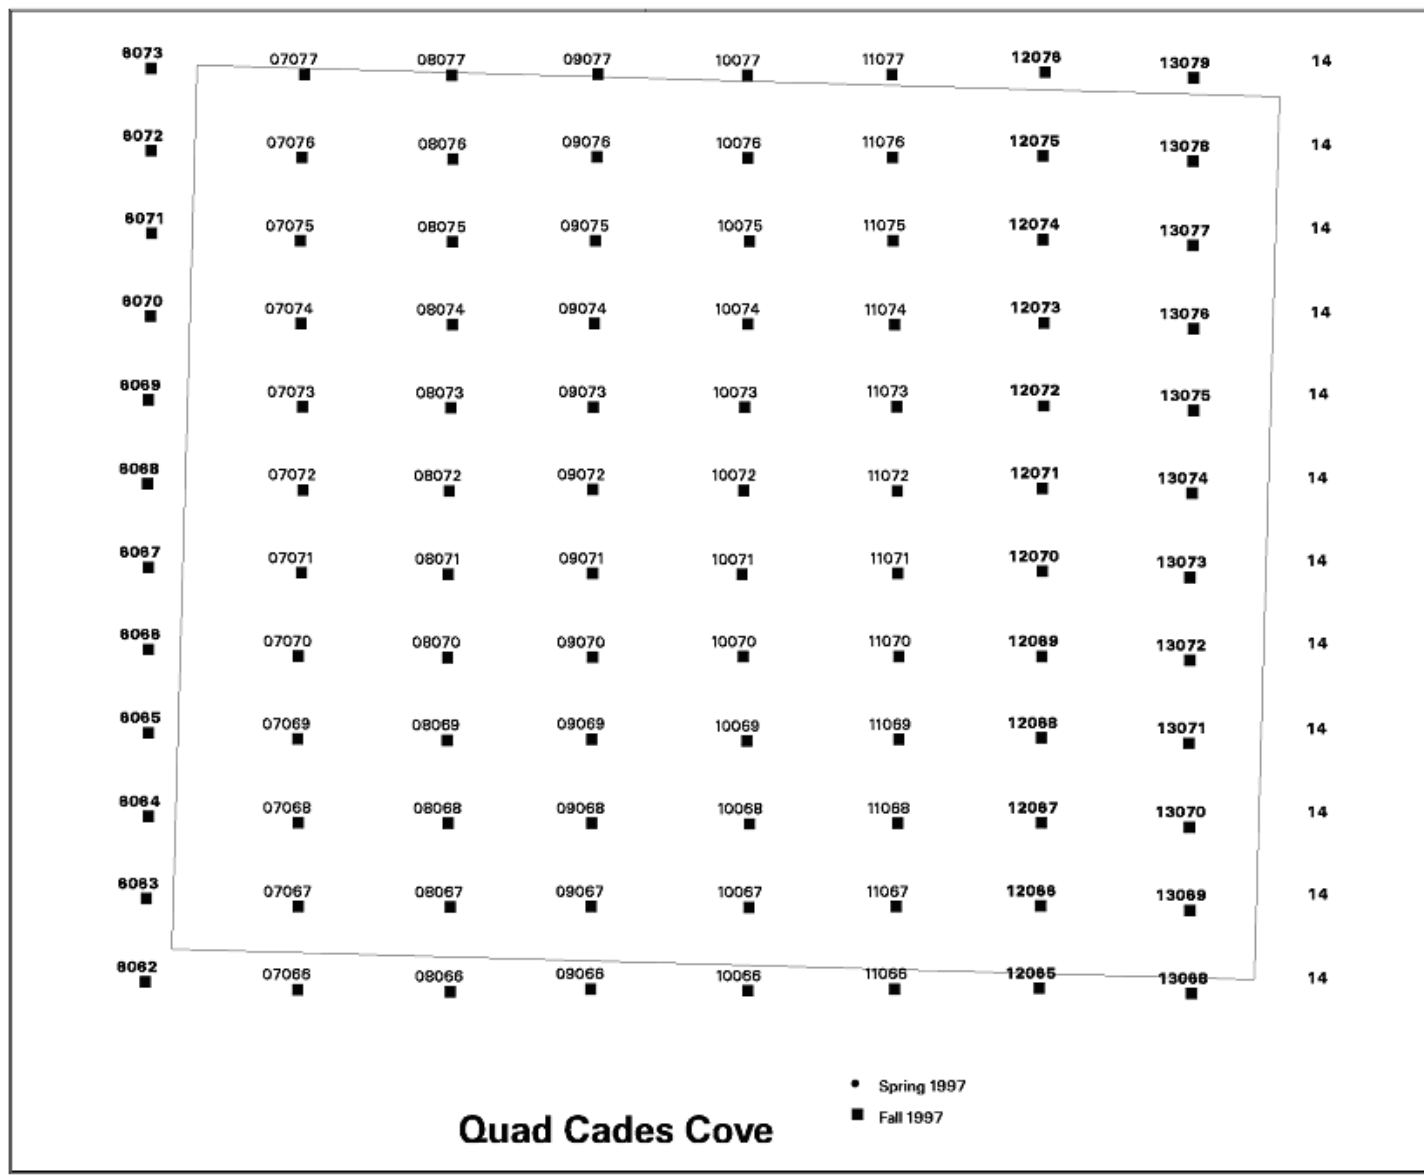 6073 07077 08077 09077 10077 11077 12076 13079 14
6072 07076 08076 09076 10076 11076 12075 13078 14
6071 07075 08075 09075 10075 11075 12074 13077 14
6070 07074 08074 09074 10074 11074 12073 13076 14
6069 07073 08073 09073 10073 11073 12072 13075 14
6068 07072 08072 09072 10072 11072 12071 13074 14
6067 07071 08071 09071 10071 11071 12070 13073 14
6066 07070 08070 09070 10070 11070 12069 13072 14
6065 07069 08069 09069 10069 11069 12068 13071 14
6064 07068 08068 09068 10068 11068 12067 13070 14
6063 07067 08067 09067 10067 11067 12066 13069 14
6062 07066 08066 09066 10066 11066 12065 13068 14
Spring 1997
Fall 1997
Quad Cades Cove